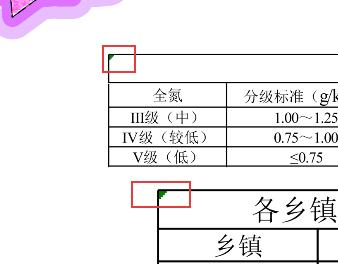 全氮 分级标准（g/k
III级（中） 1.00～1.25
IV级（较低） 0.75～1.00
V级（低） ≤0.75
各乡镇
乡镇